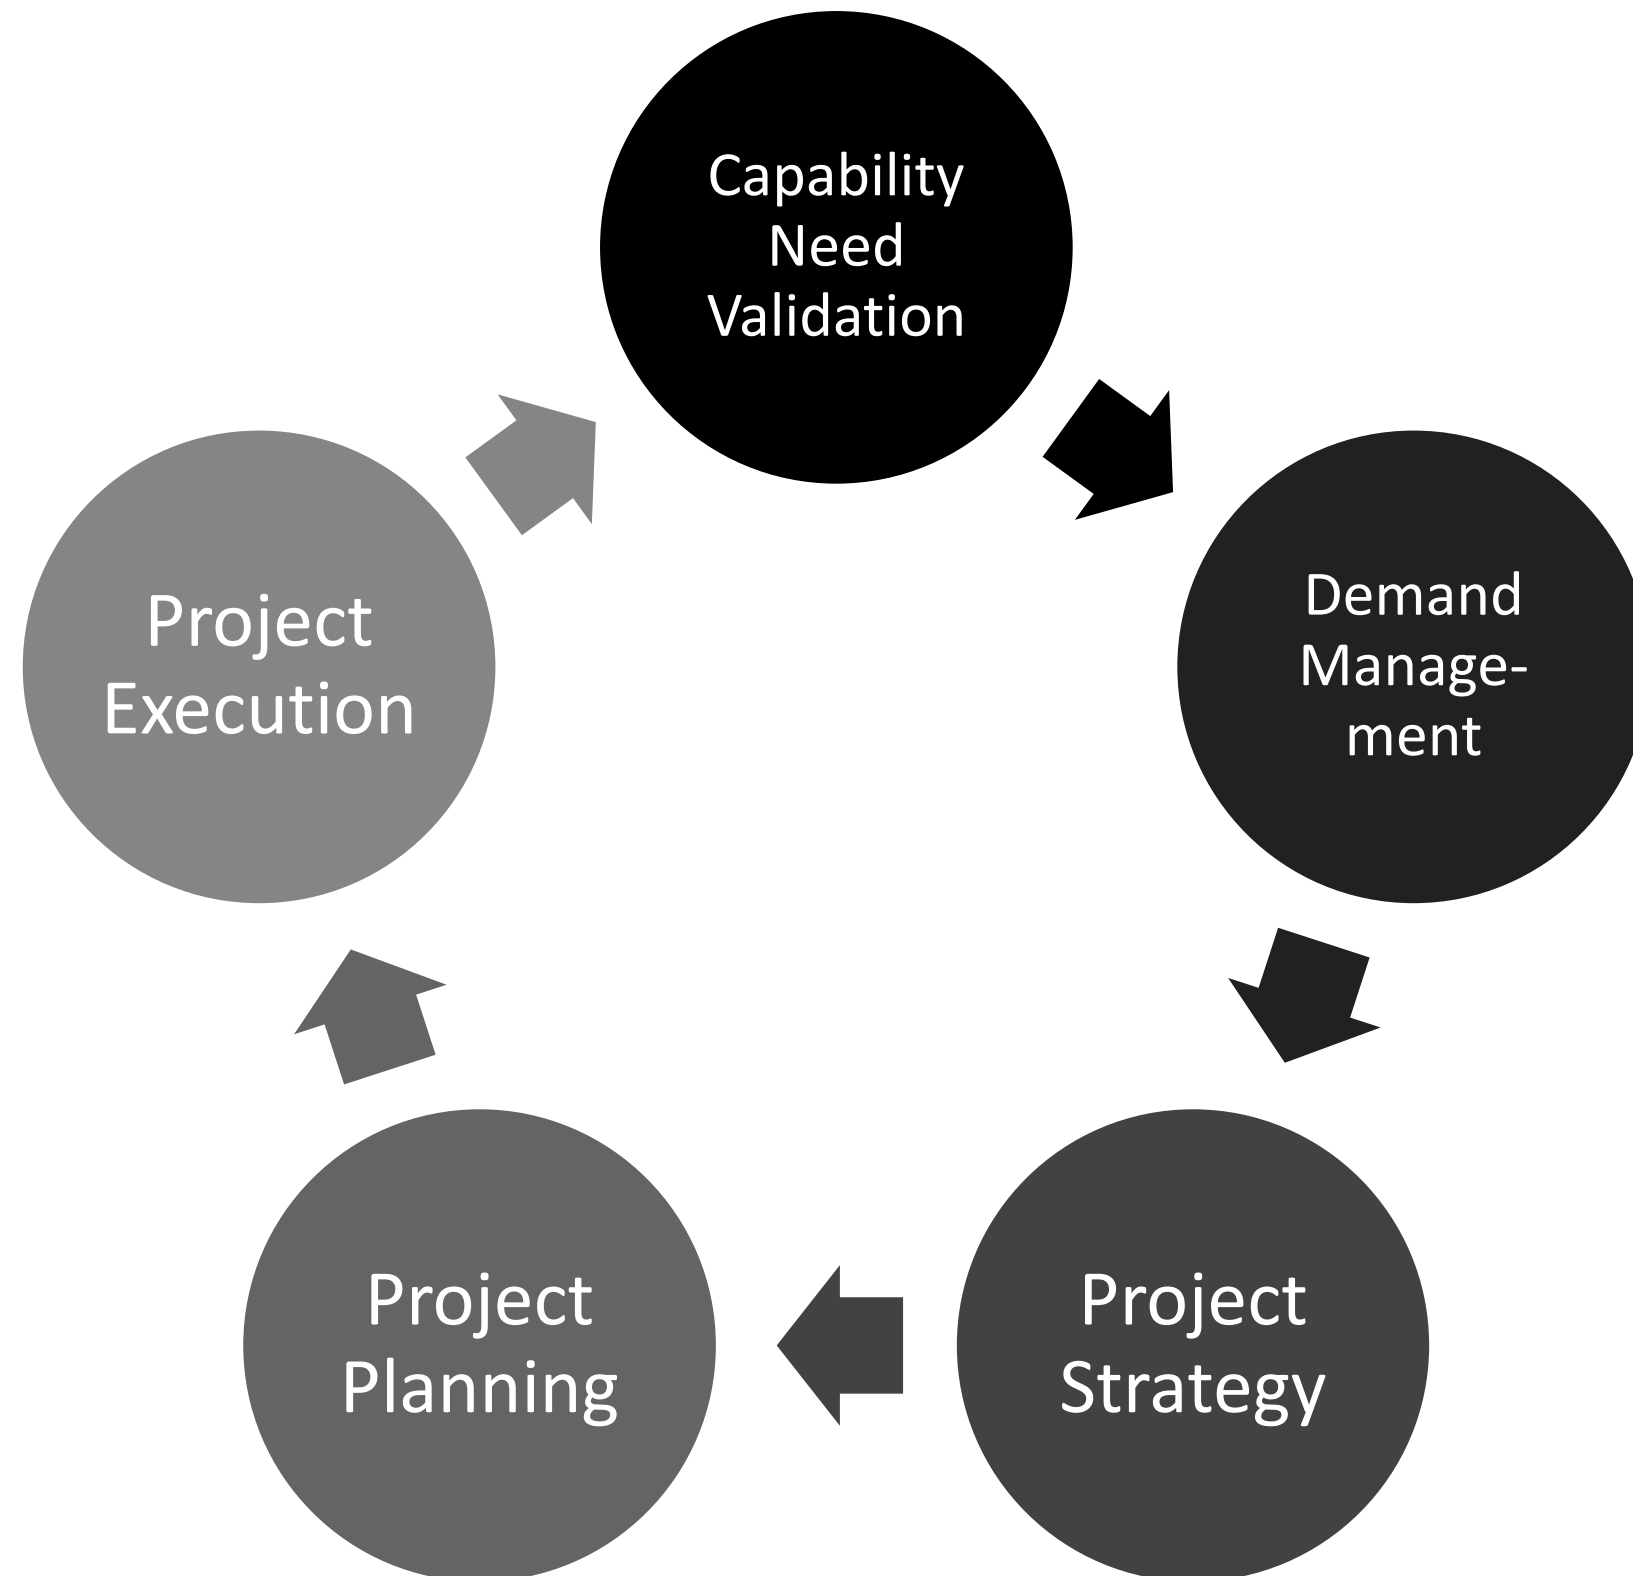 Capability
Need
Validation
Demand
Manage-
ment
Project
Strategy
Project
Planning
Project
Execution